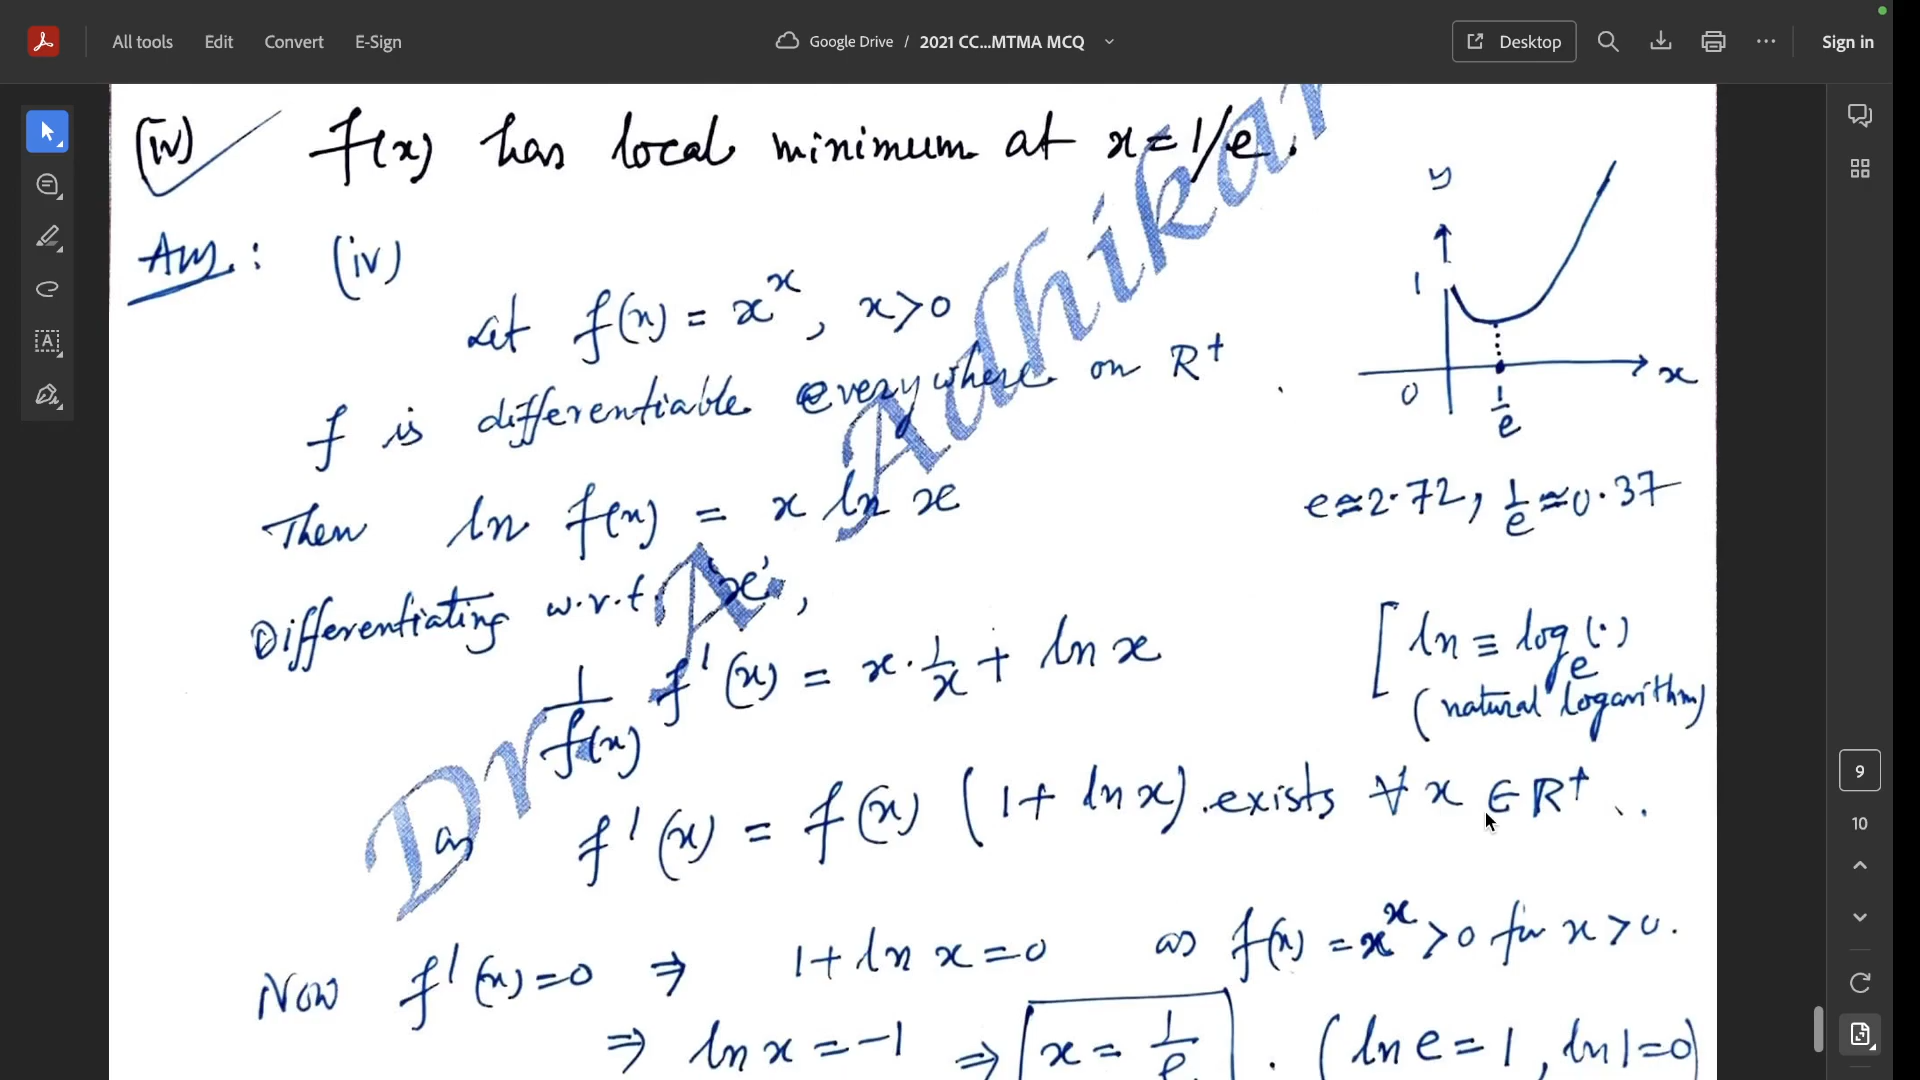 All tools Edit Convert E-Sign Google Drive / 2021 CC...MTMA MCQ Desktop Sign in
(iv) f(x) has local minimum at x = 1/e.
Ans. : (iv)
Let f(x) = x^x, x > 0
f is differentiable everywhere on R^+
Then ln f(x) = x ln x
Differentiating w.r.t. 'x',
1/f(x) f'(x) = x · 1/x + ln x
as f'(x) = f(x) (1 + ln x) exists ∀ x ∈ R^+ ..
Now f'(x) = 0 ⇒ 1 + ln x = 0 as f(x) = x^x > 0 for x > 0.
⇒ ln x = -1 ⇒ x = 1/e . (ln e = 1, ln 1 = 0)
y
1
0
1/e
x
e ≈ 2.72, 1/e ≈ 0.37
[ ln ≡ log_e (·)
(natural logarithm)
Dr. A. Adhikar
9
10